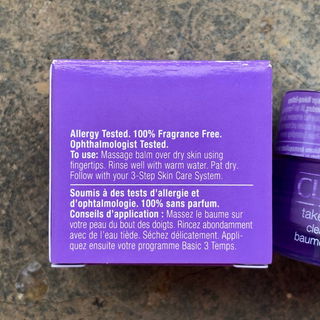 Allergy Tested. 100% Fragrance Free.
Ophthalmologist Tested.
To use: Massage balm over dry skin using
fingertips. Rinse well with warm water. Pat dry.
Follow with your 3-Step Skin Care System.
Soumis à des tests d'allergie et
d'ophtalmologie. 100% sans parfum.
Conseils d'application : Massez le baume sur
votre peau du bout des doigts. Rincez abondamment
avec de l'eau tiède. Séchez délicatement. Appli-
quez ensuite votre programme Basic 3 Temps.
take
baume